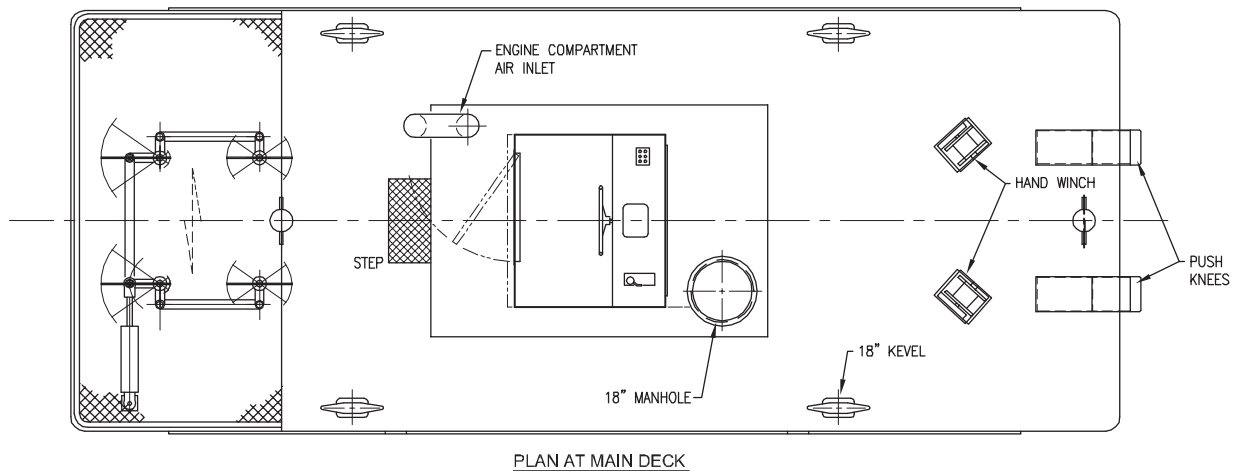 ENGINE COMPARTMENT
AIR INLET
HAND WINCH
STEP
PUSH
KNEES
18” KEVEL
18” MANHOLE
PLAN AT MAIN DECK